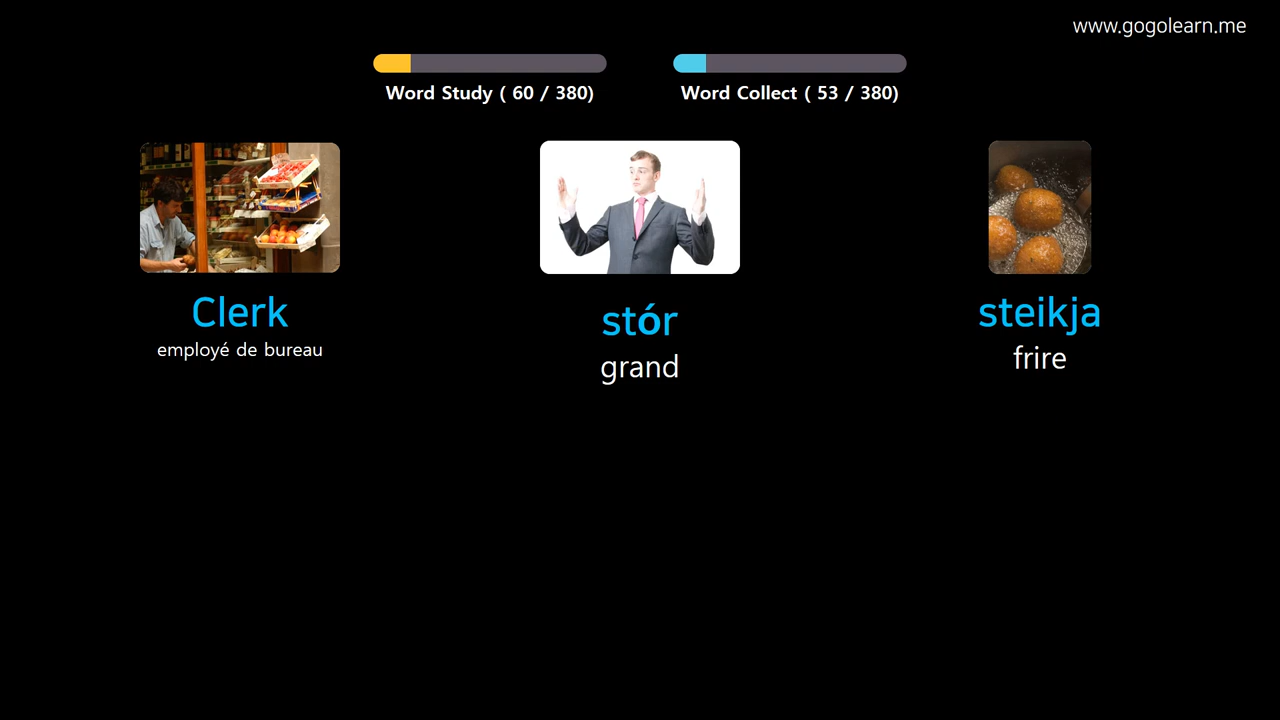 www.gogolearn.me
Word Study ( 60 / 380)
Word Collect ( 53 / 380)
Clerk
employé de bureau
stór
grand
steikja
frire